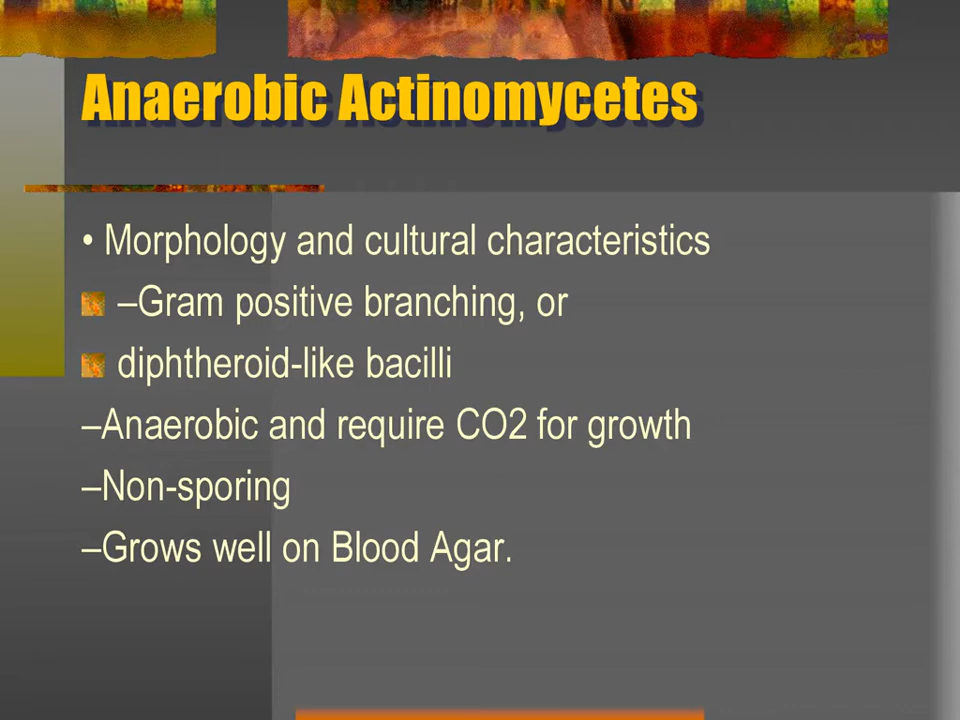 Anaerobic Actinomycetes
• Morphology and cultural characteristics
–Gram positive branching, or
diphtheroid-like bacilli
–Anaerobic and require CO2 for growth
–Non-sporing
–Grows well on Blood Agar.